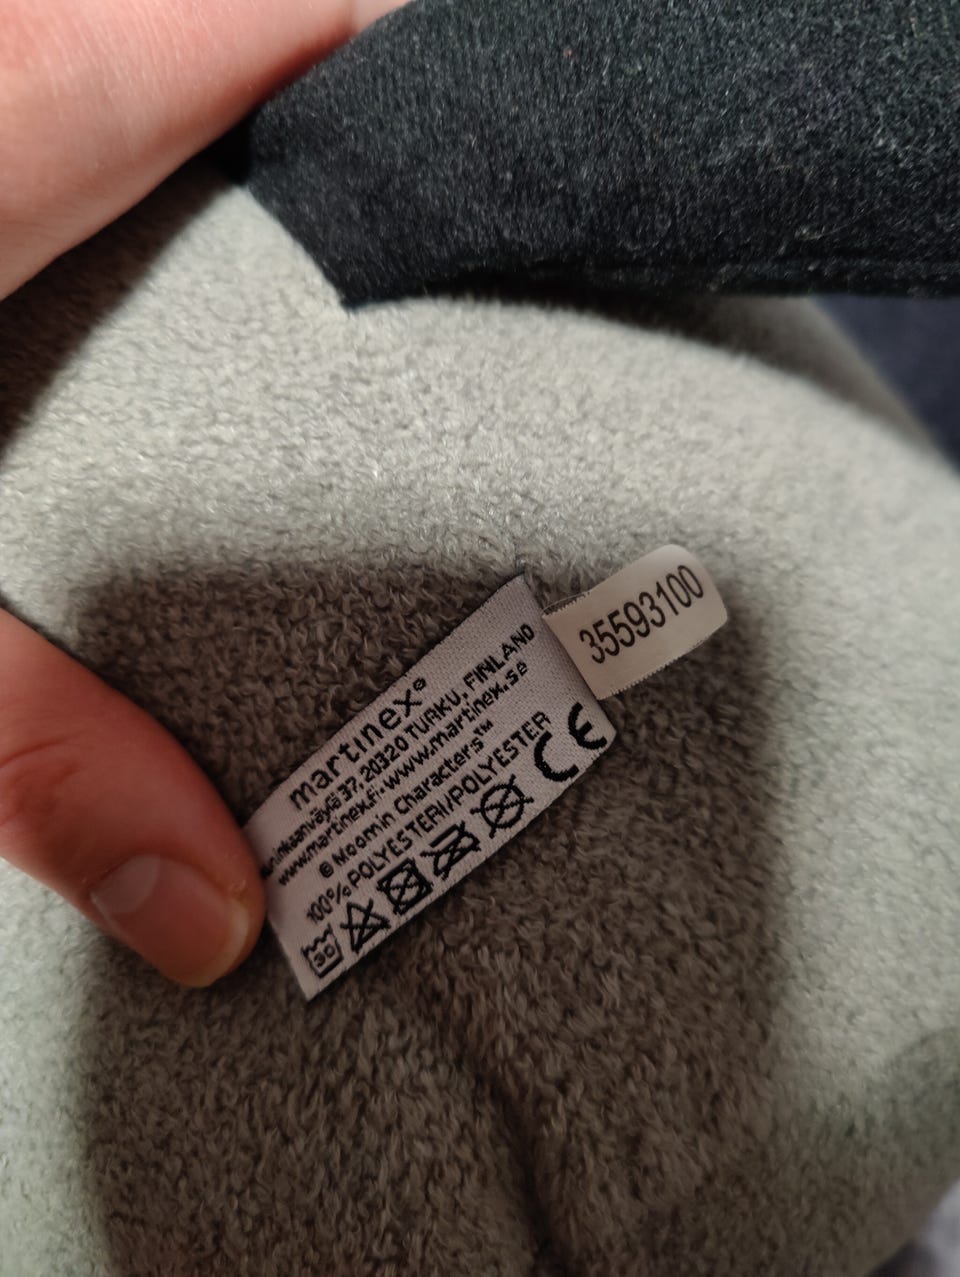 martinex®
37, 20320 TURKU, FINLAND
www.martinex.fi • www.martinex.se
© Moomin Characters™
100% POLYESTERI/POLYESTER
30
CE
35593100